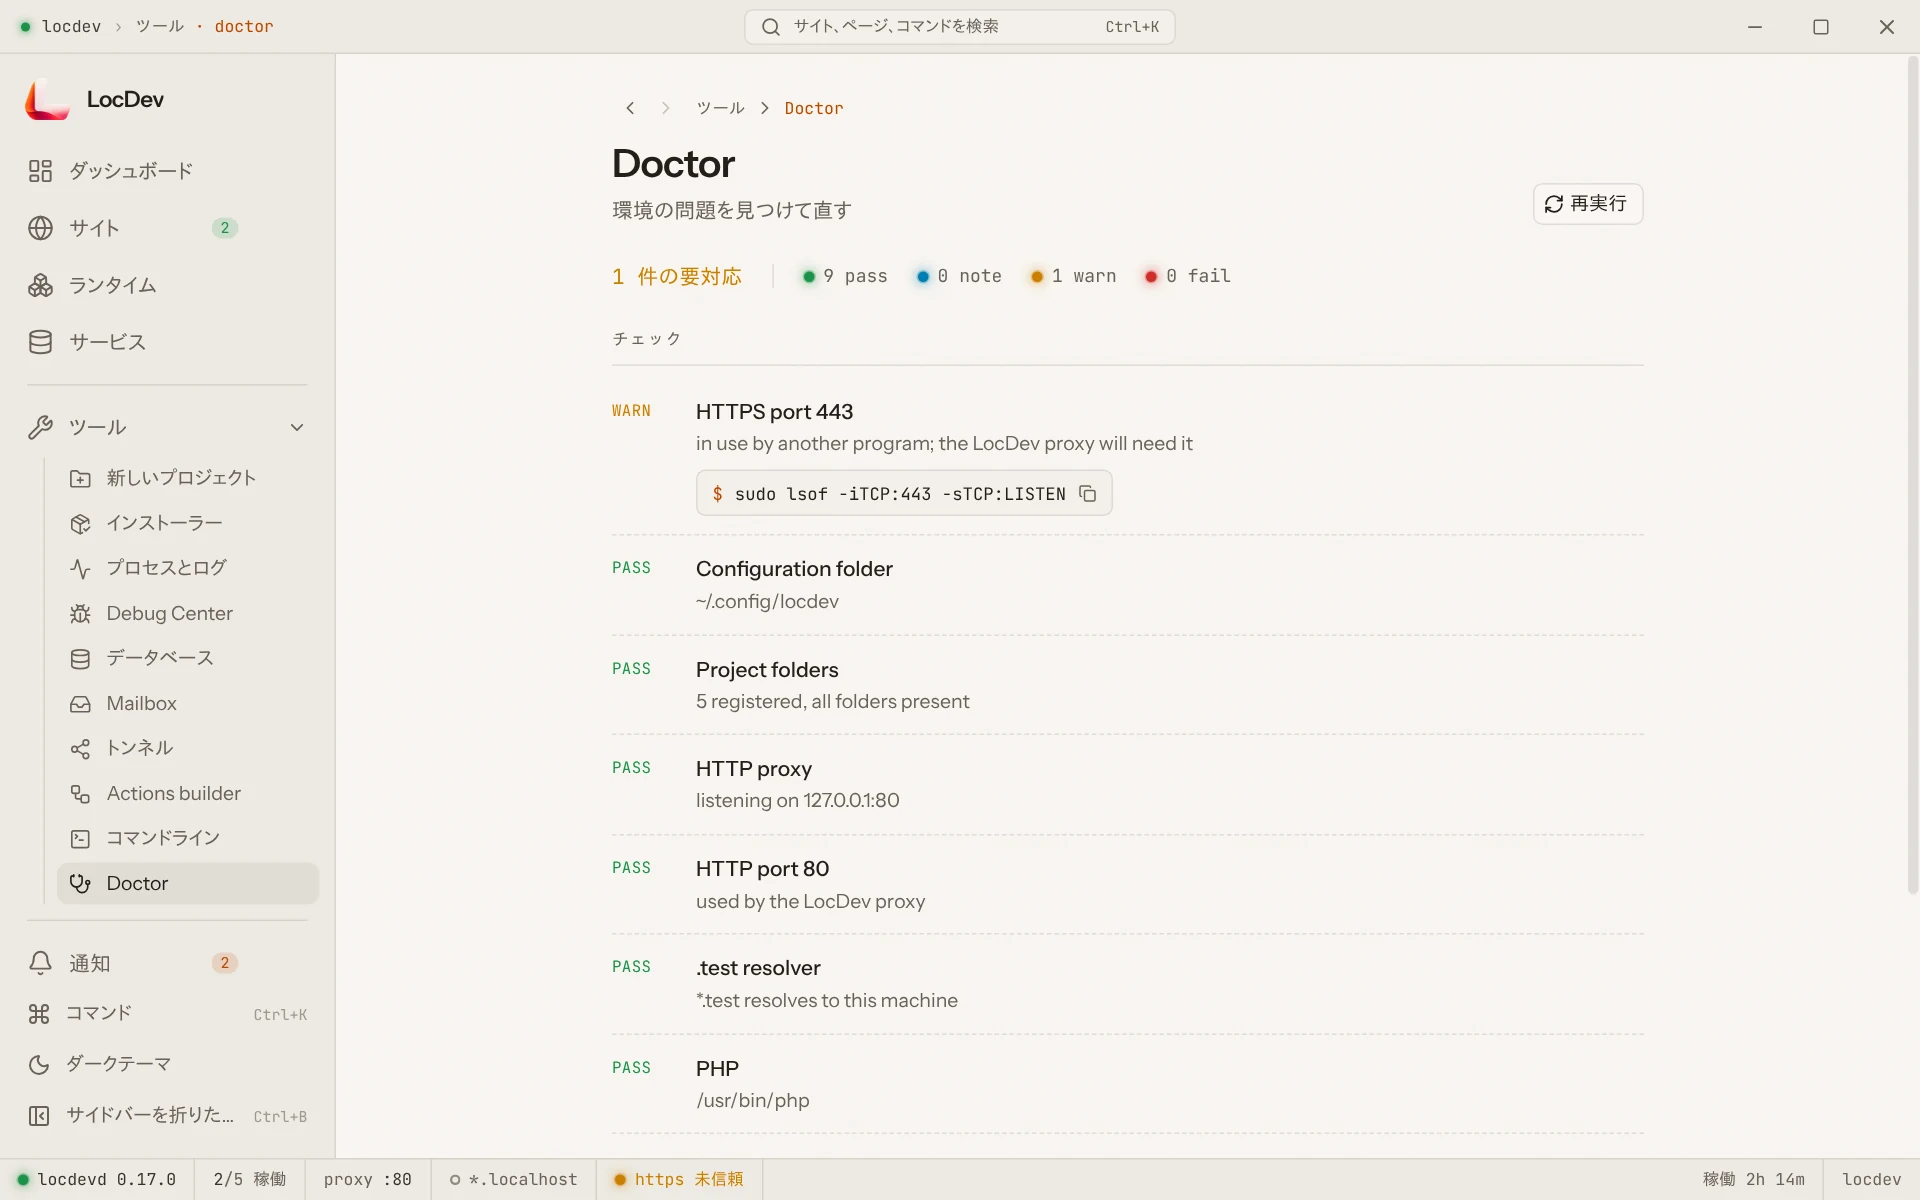 locdev › ツール · doctor
サイト、ページ、コマンドを検索 Ctrl+K
LocDev
ダッシュボード
サイト 2
ランタイム
サービス
ツール
新しいプロジェクト
インストーラー
プロセスとログ
Debug Center
データベース
Mailbox
トンネル
Actions builder
コマンドライン
Doctor
通知 2
コマンド Ctrl+K
ダークテーマ
サイドバーを折りた... Ctrl+B
ツール > Doctor
Doctor
環境の問題を見つけて直す
再実行
1 件の要対応 9 pass 0 note 1 warn 0 fail
チェック
WARN HTTPS port 443
in use by another program; the LocDev proxy will need it
$ sudo lsof -iTCP:443 -sTCP:LISTEN
PASS Configuration folder
~/.config/locdev
PASS Project folders
5 registered, all folders present
PASS HTTP proxy
listening on 127.0.0.1:80
PASS HTTP port 80
used by the LocDev proxy
PASS .test resolver
*.test resolves to this machine
PASS PHP
/usr/bin/php
locdevd 0.17.0 2/5 稼働 proxy :80 *.localhost https 未信頼 稼働 2h 14m locdev